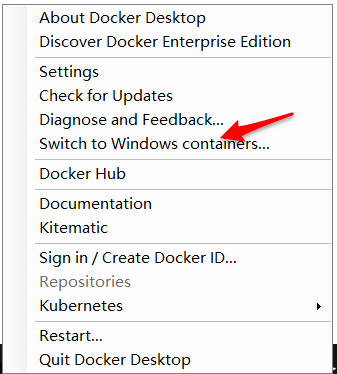 About Docker Desktop
Discover Docker Enterprise Edition
Settings
Check for Updates
Diagnose and Feedback...
Switch to Windows containers...
Docker Hub
Documentation
Kitematic
Sign in / Create Docker ID...
Repositories
Kubernetes
Restart...
Quit Docker Desktop